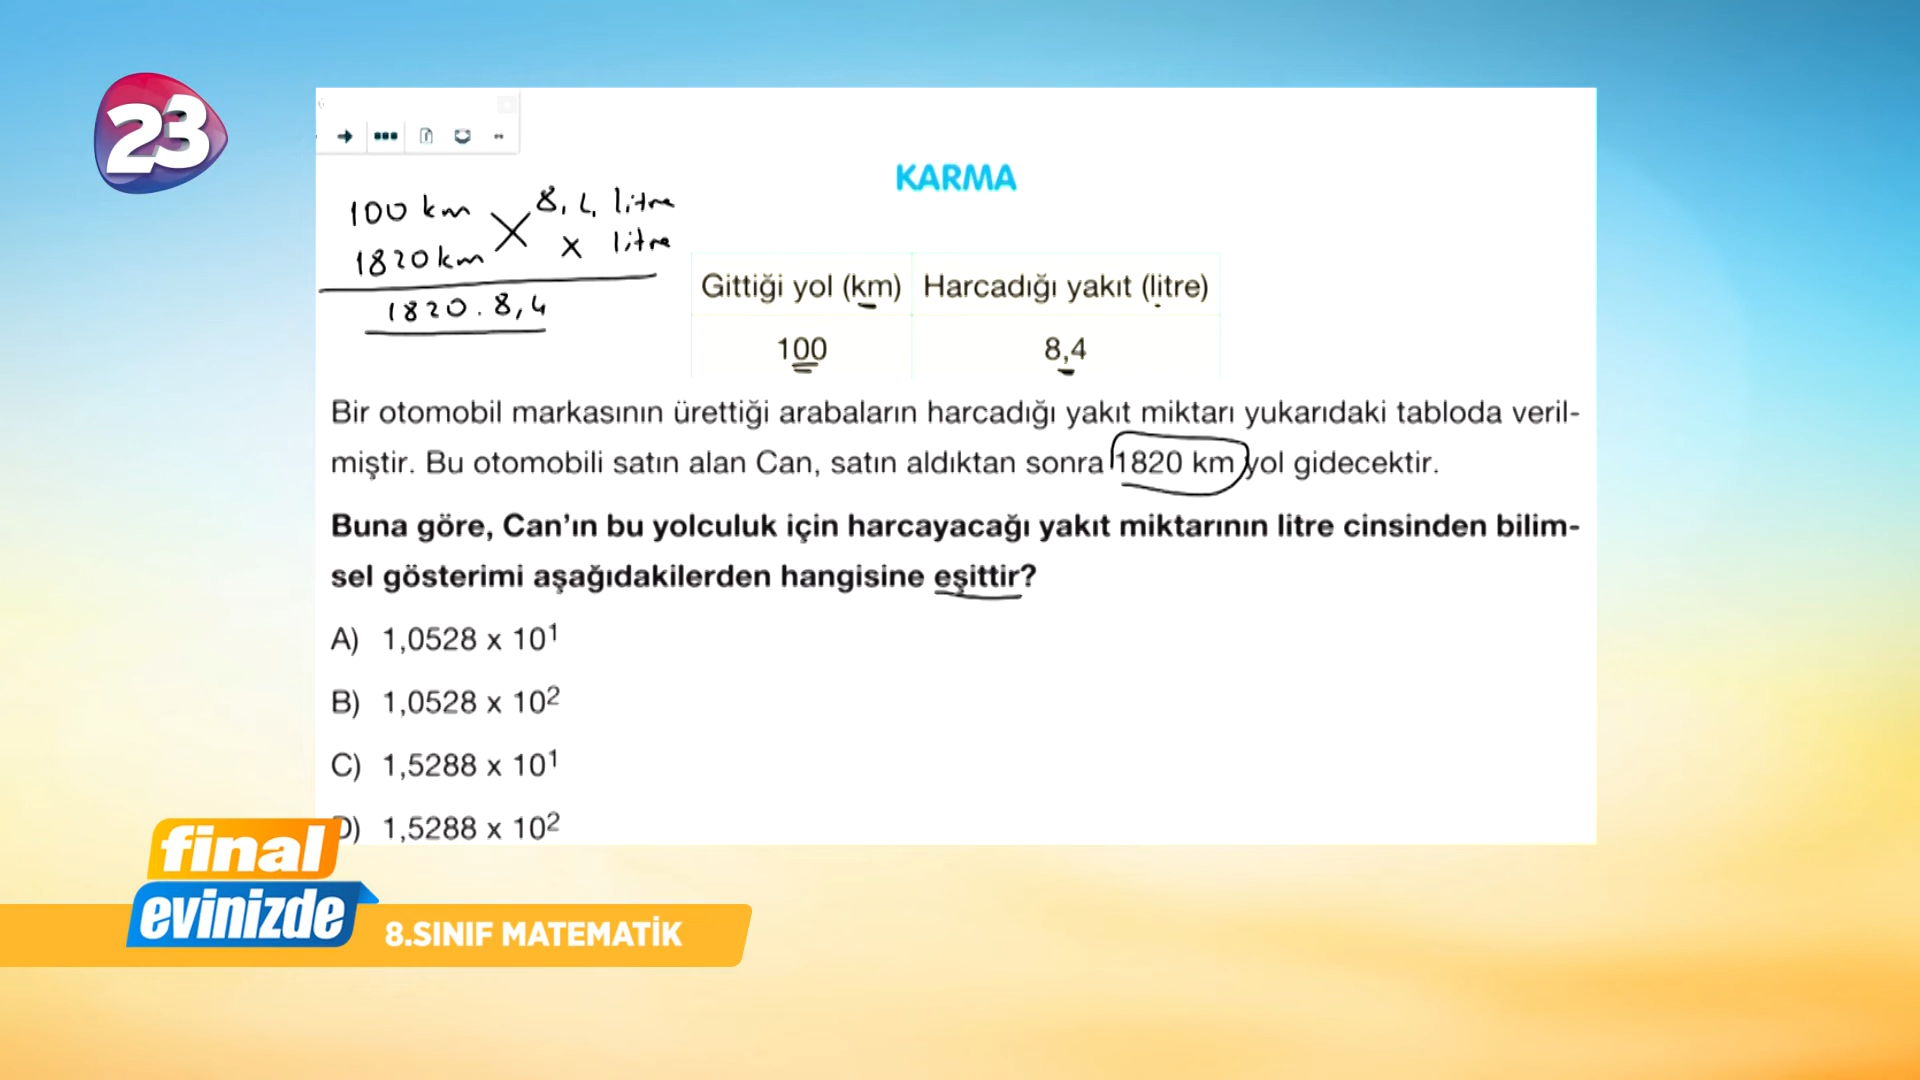 23
KARMA
100 km 8,4 litre
1820 km x litre
1820 . 8,4
Gittiği yol (km) Harcadığı yakıt (litre)
100 8,4
Bir otomobil markasının ürettiği arabaların harcadığı yakıt miktarı yukarıdaki tabloda veril-
miştir. Bu otomobili satın alan Can, satın aldıktan sonra 1820 km yol gidecektir.
Buna göre, Can'ın bu yolculuk için harcayacağı yakıt miktarının litre cinsinden bilim-
sel gösterimi aşağıdakilerden hangisine eşittir?
A) 1,0528 x 10¹
B) 1,0528 x 10²
C) 1,5288 x 10¹
D) 1,5288 x 10²
final
evinizde
8.SINIF MATEMATİK